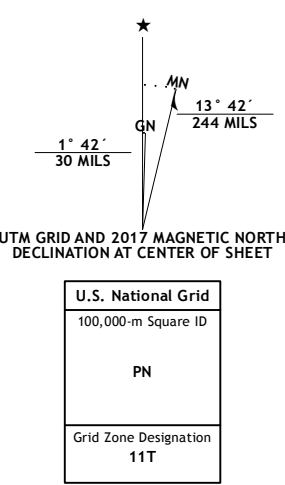 ★
MN
13° 42´
244 MILS
GN
1° 42´
30 MILS
UTM GRID AND 2017 MAGNETIC NORTH
DECLINATION AT CENTER OF SHEET
U.S. National Grid
100,000-m Square ID
PN
Grid Zone Designation
11T